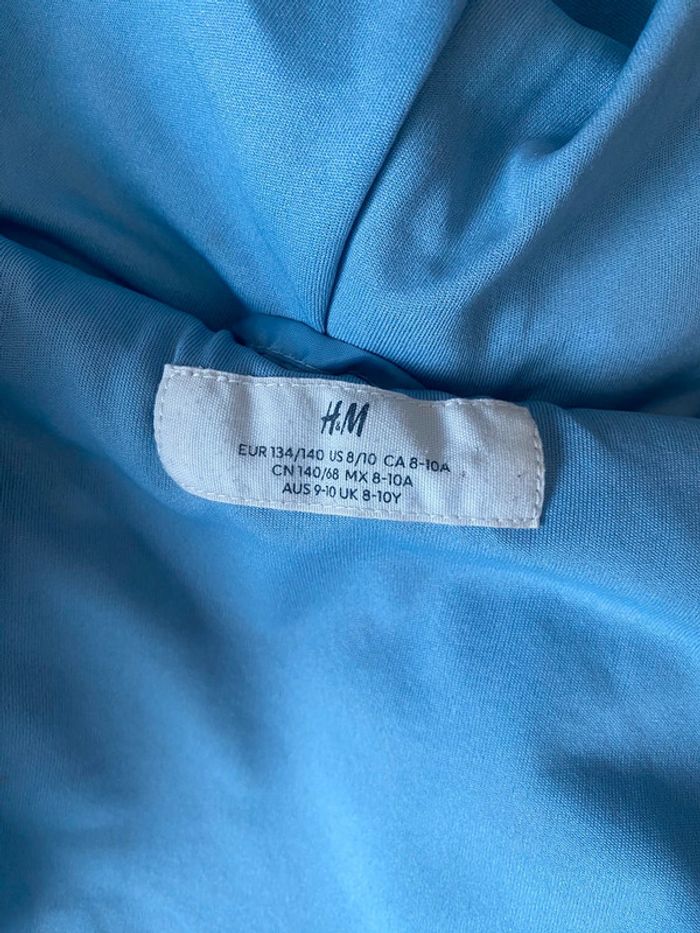 H&M
EUR 134/140 US 8/10 CA 8-10A
CN 140/68 MX 8-10A
AUS 9-10 UK 8-10Y